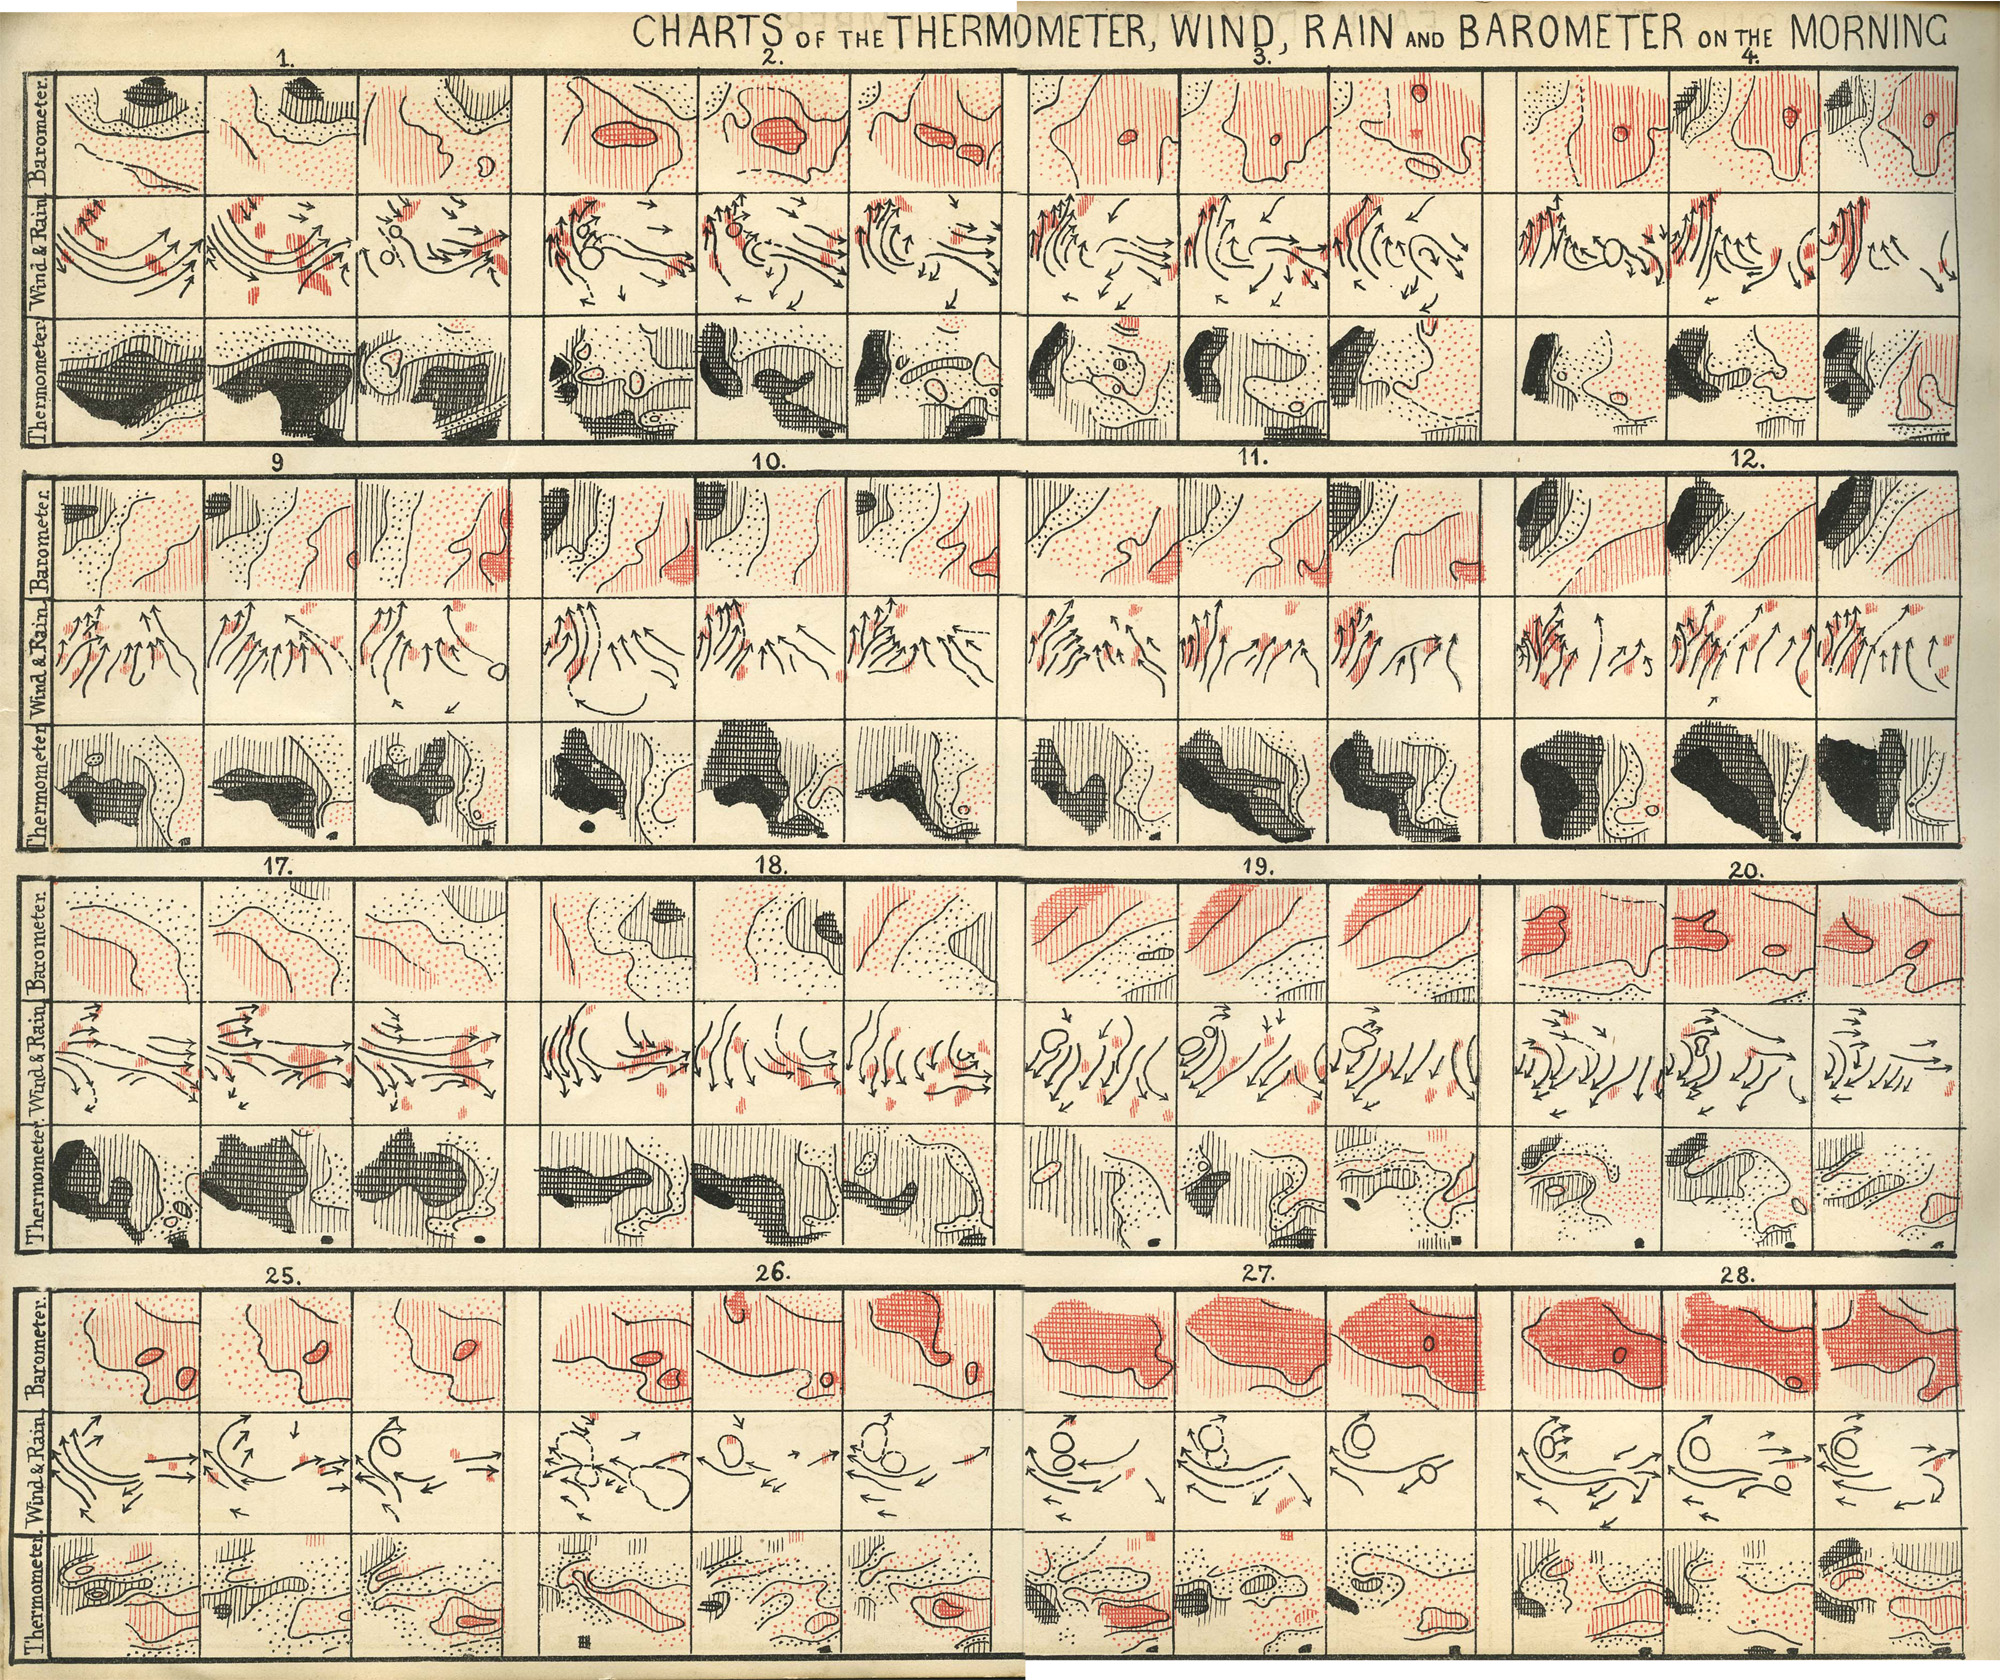 CHARTS OF THE THERMOMETER, WIND, RAIN AND BAROMETER ON THE MORNING
1. 2. 3. 4.
Barometer.
Wind & Rain.
Thermometer.
9 10. 11. 12.
Barometer.
Wind & Rain.
Thermometer.
17. 18. 19. 20.
Barometer.
Wind & Rain.
Thermometer.
25. 26. 27. 28.
Barometer.
Wind & Rain.
Thermometer.